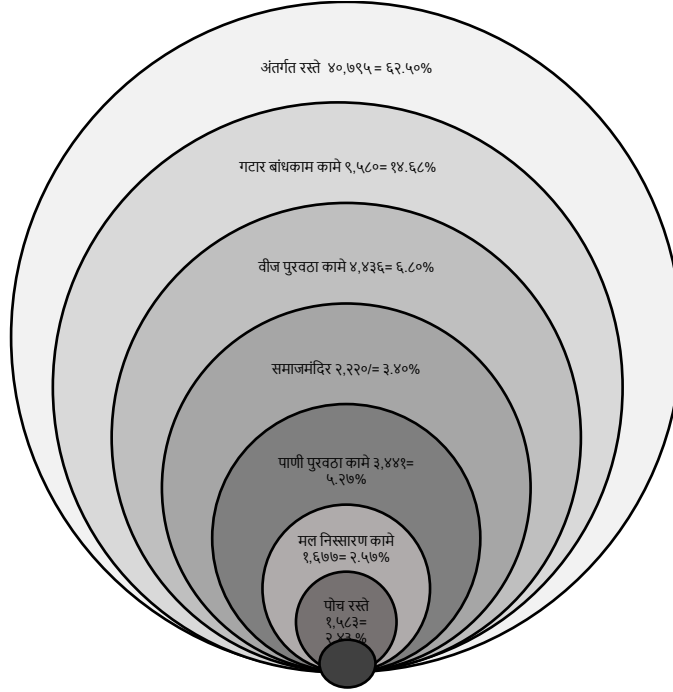 अंतर्गत रस्ते ४०,७९५ = ६२.५०%
गटार बांधकाम कामे ९,५८०= १४.६८%
वीज पुरवठा कामे ४,४३६= ६.८०%
समाजमंदिर २,२२०/= ३.४०%
पाणी पुरवठा कामे ३,४४१=
५.२७%
मल निस्सारण कामे
१,६७७= २.५७%
पोच रस्ते
१,५८३=
२.४३ %